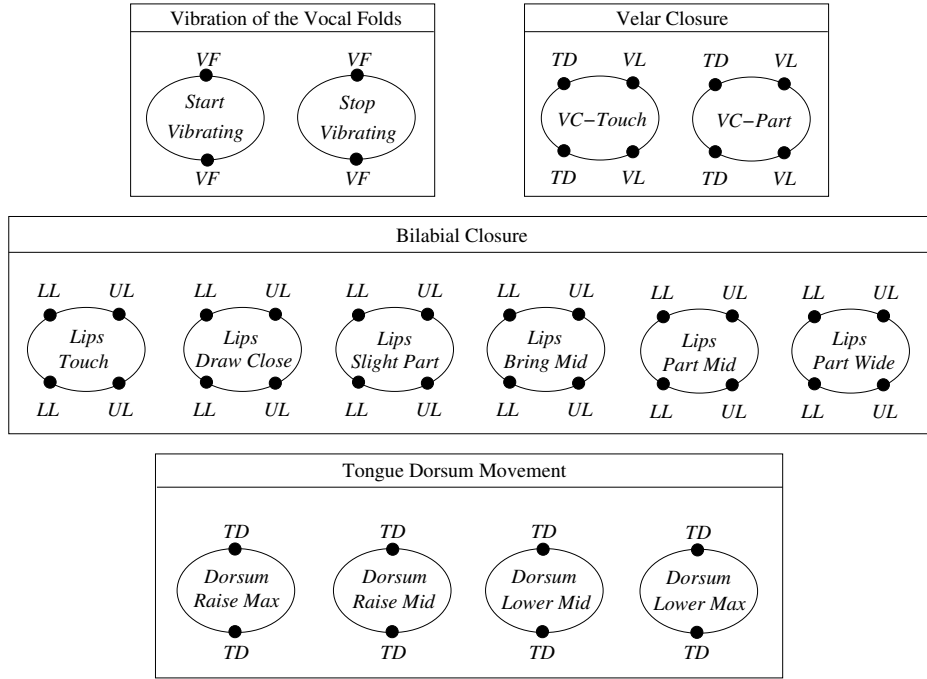 Vibration of the Vocal Folds
VF VF
Start Stop
Vibrating Vibrating
VF VF
Velar Closure
TD VL TD VL
VC−Touch VC−Part
TD VL TD VL
Bilabial Closure
LL UL LL UL LL UL LL UL LL UL LL UL
Lips Lips Lips Lips Lips Lips
Touch Draw Close Slight Part Bring Mid Part Mid Part Wide
LL UL LL UL LL UL LL UL LL UL LL UL
Tongue Dorsum Movement
TD TD TD TD
Dorsum Dorsum Dorsum Dorsum
Raise Max Raise Mid Lower Mid Lower Max
TD TD TD TD